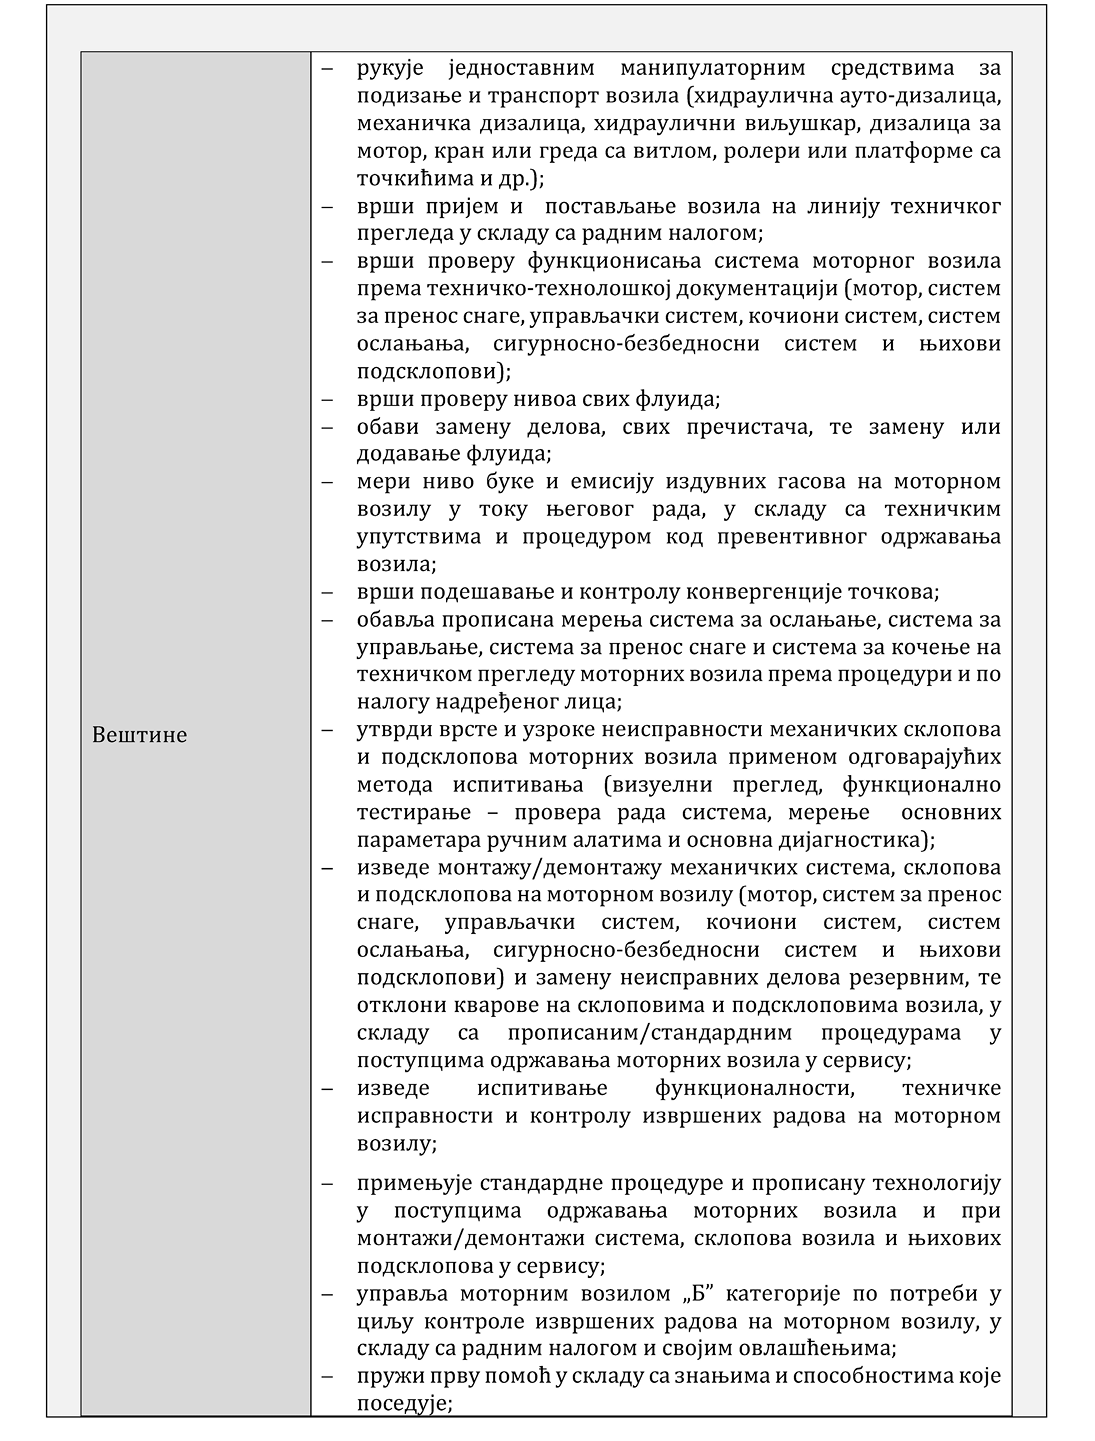 – рукује једноставним манипулаторним средствима за
подизање и транспорт возила (хидраулична ауто-дизалица,
механичка дизалица, хидраулични виљушкар, дизалица за
мотор, кран или греда са витлом, ролери или платформе са
точкићима и др.);
– врши пријем и постављање возила на линију техничког
прегледа у складу са радним налогом;
– врши проверу функционисања система моторног возила
према техничко-технолошкој документацији (мотор, систем
за пренос снаге, управљачки систем, кочиони систем, систем
ослањања, сигурносно-безбедносни систем и њихови
подсклопови);
– врши проверу нивоа свих флуида;
– обави замену делова, свих пречистача, те замену или
додавање флуида;
– мери ниво буке и емисију издувних гасова на моторном
возилу у току његовог рада, у складу са техничким
упутствима и процедуром код превентивног одржавања
возила;
– врши подешавање и контролу конвергенције точкова;
– обавља прописана мерења система за ослањање, система за
управљање, система за пренос снаге и система за кочење на
техничком прегледу моторних возила према процедури и по
налогу надређеног лица;
Вештине
– утврди врсте и узроке неисправности механичких склопова
и подсклопова моторних возила применом одговарајућих
метода испитивања (визуелни преглед, функционално
тестирање – провера рада система, мерење основних
параметара ручним алатима и основна дијагностика);
– изведе монтажу/демонтажу механичких система, склопова
и подсклопова на моторном возилу (мотор, систем за пренос
снаге, управљачки систем, кочиони систем, систем
ослањања, сигурносно-безбедносни систем и њихови
подсклопови) и замену неисправних делова резервним, те
отклони кварове на склоповима и подсклоповима возила, у
складу са прописаним/стандардним процедурама у
поступцима одржавања моторних возила у сервису;
– изведе испитивање функционалности, техничке
исправности и контролу извршених радова на моторном
возилу;
– примењује стандардне процедуре и прописану технологију
у поступцима одржавања моторних возила и при
монтажи/демонтажи система, склопова возила и њихових
подсклопова у сервису;
– управља моторним возилом „Б” категорије по потреби у
циљу контроле извршених радова на моторном возилу, у
складу са радним налогом и својим овлашћењима;
– пружи прву помоћ у складу са знањима и способностима које
поседује;